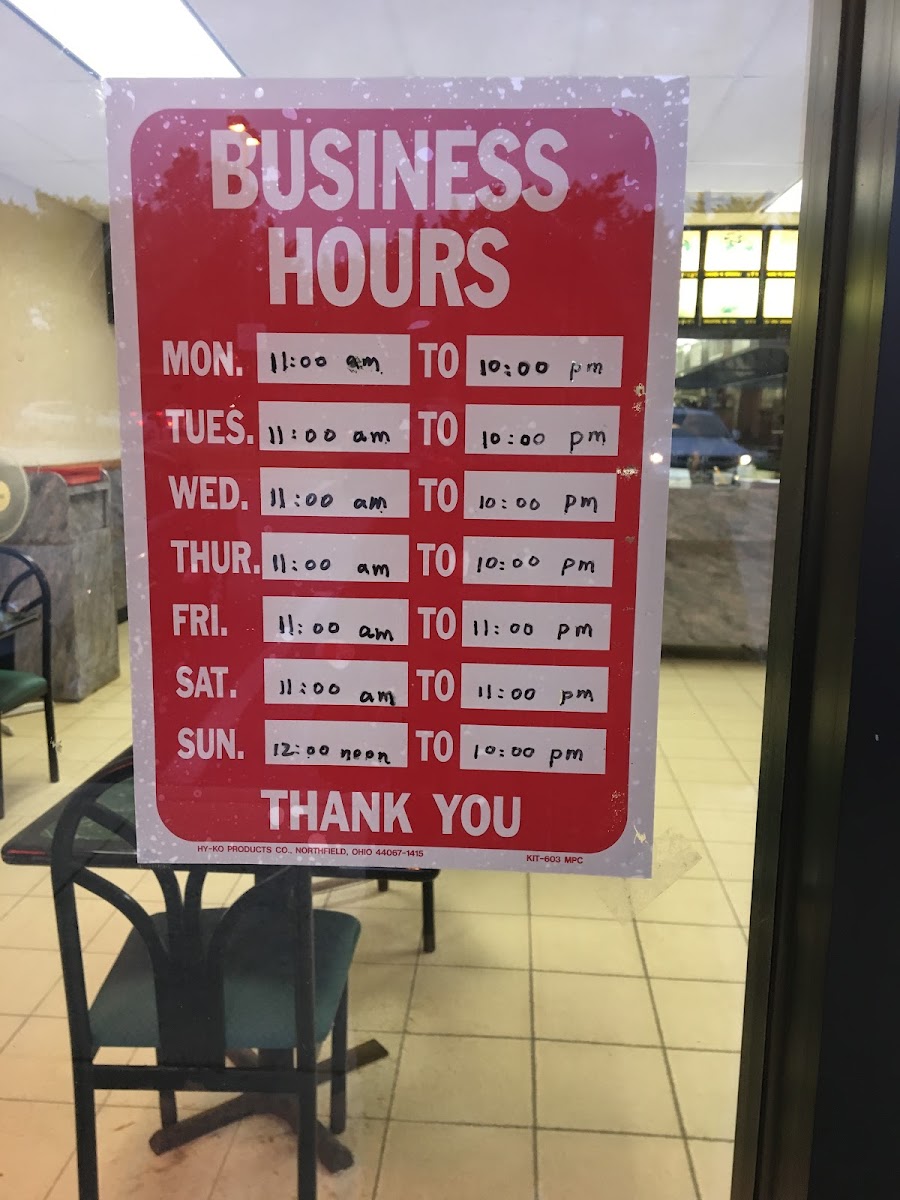 BUSINESS
HOURS
MON. 11:00 am TO 10:00 pm
TUES. 11:00 am TO 10:00 pm
WED. 11:00 am TO 10:00 pm
THUR. 11:00 am TO 10:00 pm
FRI. 11:00 am TO 11:00 pm
SAT. 11:00 am TO 11:00 pm
SUN. 12:00 noon TO 10:00 pm
THANK YOU
HY-KO PRODUCTS CO., NORTHFIELD, OHIO 44067-1415 KIT-603 MPC